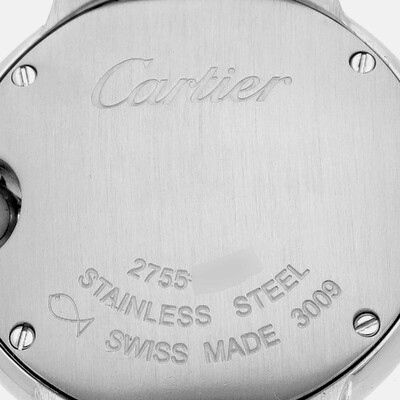 Cartier
2755
STAINLESS STEEL
SWISS MADE 3009